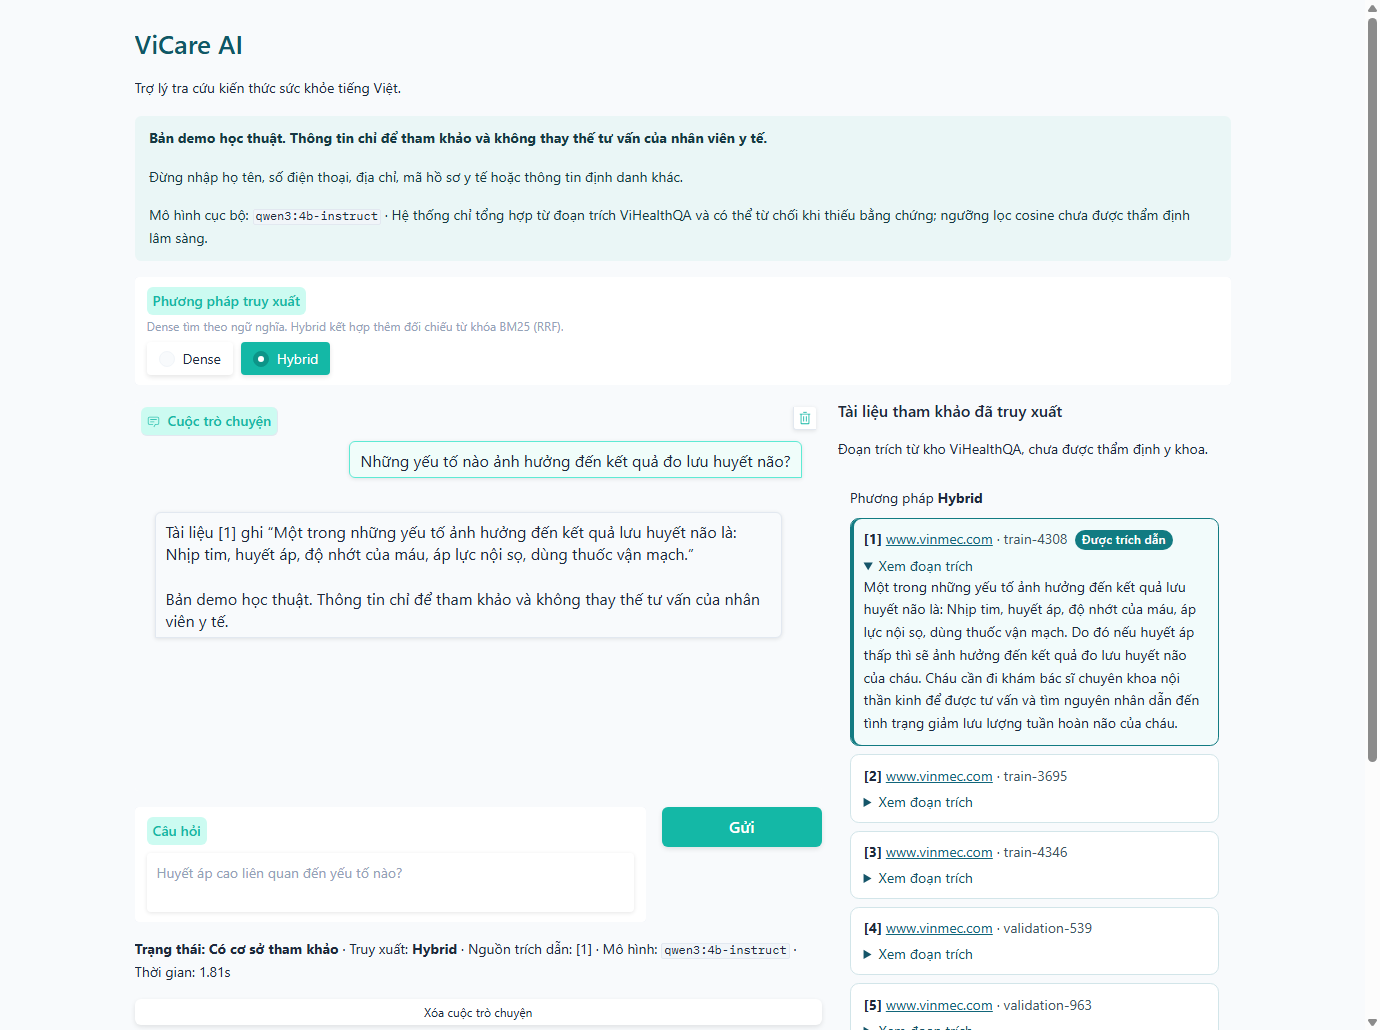 ViCare AI
Trợ lý tra cứu kiến thức sức khỏe tiếng Việt.
Bản demo học thuật. Thông tin chỉ để tham khảo và không thay thế tư vấn của nhân viên y tế.
Đừng nhập họ tên, số điện thoại, địa chỉ, mã hồ sơ y tế hoặc thông tin định danh khác.
Mô hình cục bộ: qwen3:4b-instruct · Hệ thống chỉ tổng hợp từ đoạn trích ViHealthQA và có thể từ chối khi thiếu bằng chứng; ngưỡng lọc cosine chưa được thẩm định
lâm sàng.
Phương pháp truy xuất
Dense tìm theo ngữ nghĩa. Hybrid kết hợp thêm đối chiếu từ khóa BM25 (RRF).
Dense
Hybrid
Cuộc trò chuyện
Những yếu tố nào ảnh hưởng đến kết quả đo lưu huyết não?
Tài liệu [1] ghi “Một trong những yếu tố ảnh hưởng đến kết quả lưu huyết não là:
Nhịp tim, huyết áp, độ nhớt của máu, áp lực nội sọ, dùng thuốc vận mạch.”
Bản demo học thuật. Thông tin chỉ để tham khảo và không thay thế tư vấn của nhân
viên y tế.
Câu hỏi
Huyết áp cao liên quan đến yếu tố nào?
Gửi
Trạng thái: Có cơ sở tham khảo · Truy xuất: Hybrid · Nguồn trích dẫn: [1] · Mô hình: qwen3:4b-instruct ·
Thời gian: 1.81s
Xóa cuộc trò chuyện
Tài liệu tham khảo đã truy xuất
Đoạn trích từ kho ViHealthQA, chưa được thẩm định y khoa.
Phương pháp Hybrid
[1] www.vinmec.com · train-4308 Được trích dẫn
▼ Xem đoạn trích
Một trong những yếu tố ảnh hưởng đến kết quả lưu
huyết não là: Nhịp tim, huyết áp, độ nhớt của máu, áp
lực nội sọ, dùng thuốc vận mạch. Do đó nếu huyết áp
thấp thì sẽ ảnh hưởng đến kết quả đo lưu huyết não
của cháu. Cháu cần đi khám bác sĩ chuyên khoa nội
thần kinh để được tư vấn và tìm nguyên nhân dẫn đến
tình trạng giảm lưu lượng tuần hoàn não của cháu.
[2] www.vinmec.com · train-3695
▶ Xem đoạn trích
[3] www.vinmec.com · train-4346
▶ Xem đoạn trích
[4] www.vinmec.com · validation-539
▶ Xem đoạn trích
[5] www.vinmec.com · validation-963
▶ Xem đoạn trích